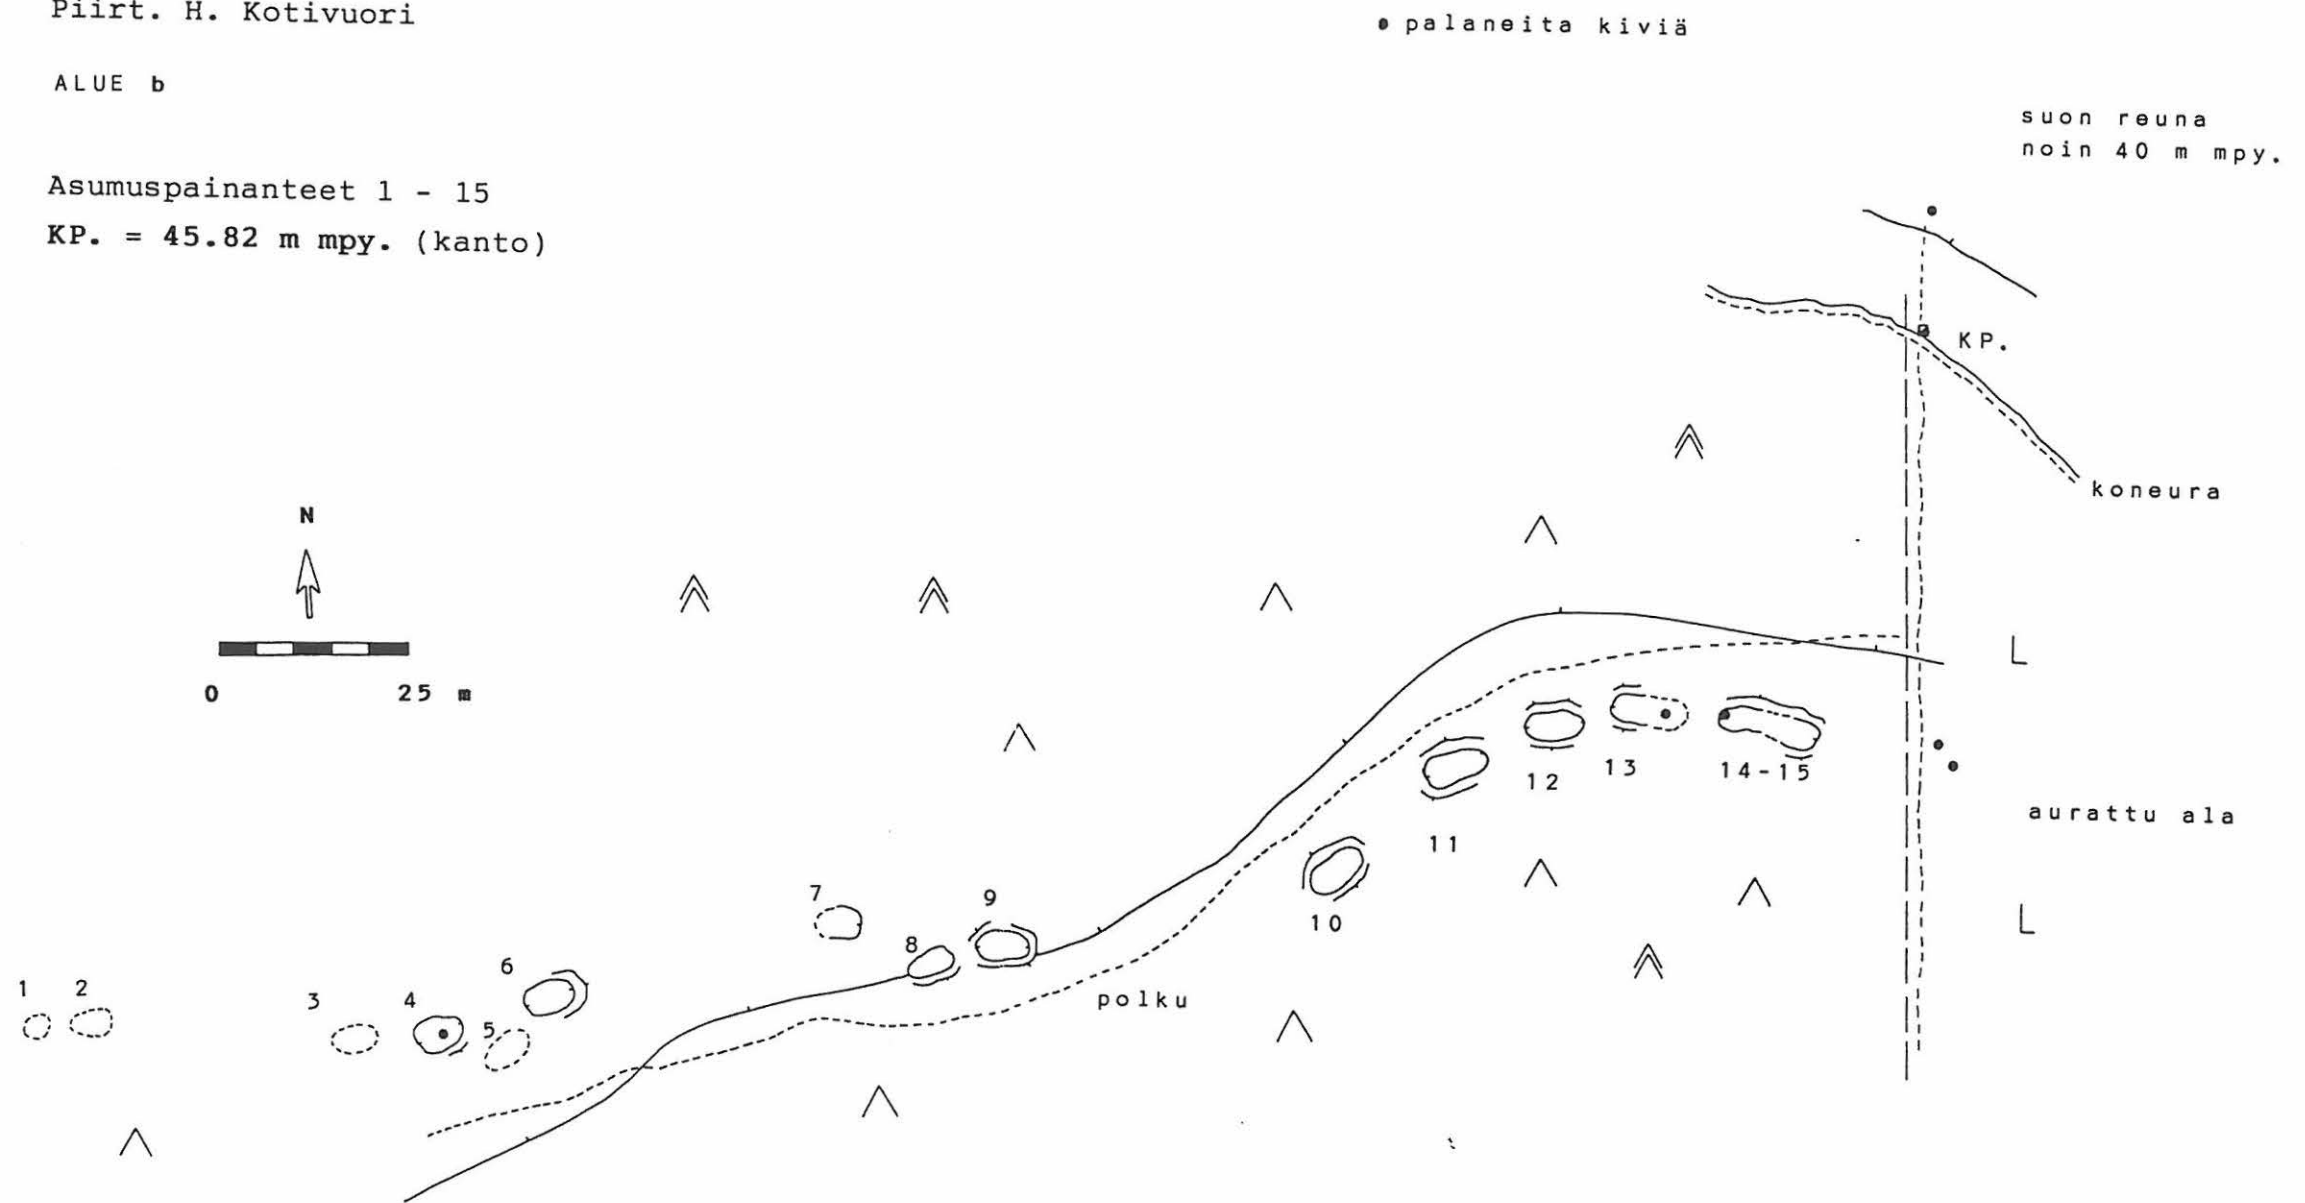 Piirt. H. Kotivuori
• palaneita kiviä
ALUE b
suon reuna
noin 40 m mpy.
Asumuspainanteet 1 - 15
KP. = 45.82 m mpy. (kanto)
KP.
koneura
N
0 25 m
L
13
14-15
12
aurattu ala
11
7
9
10
L
8
6
polku
1
2
3
4
5